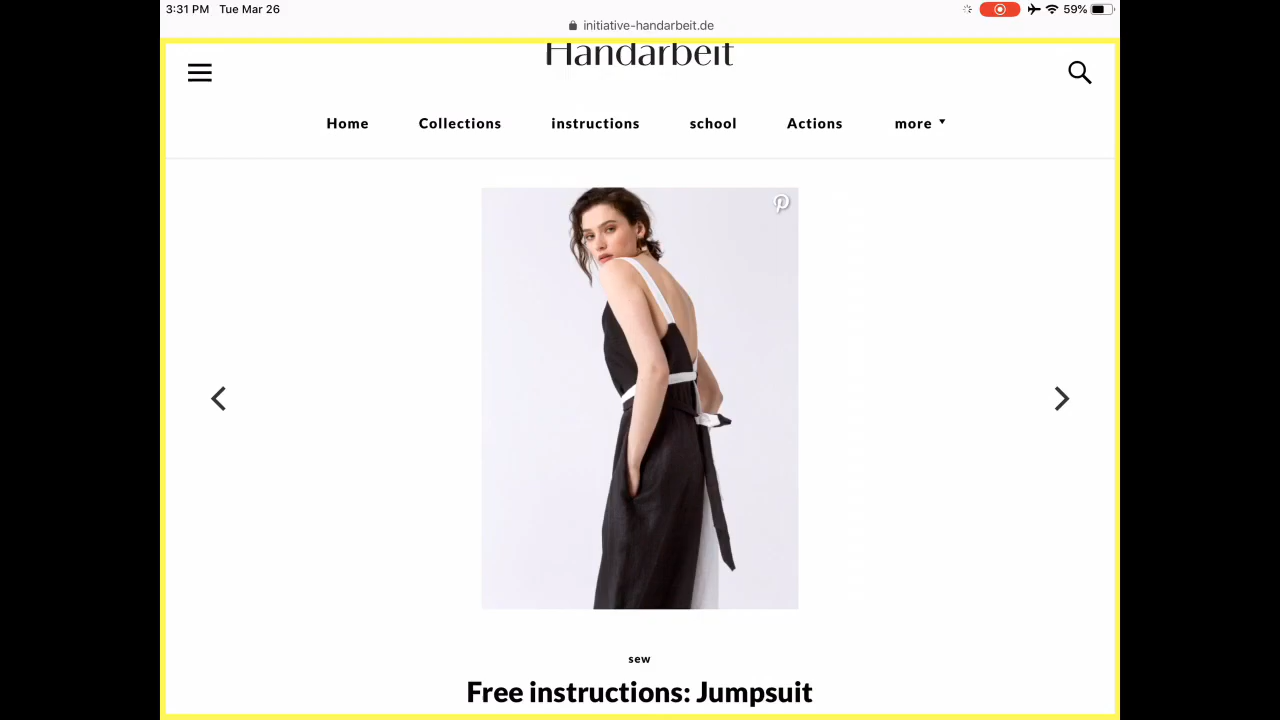 3:31 PM Tue Mar 26 59%
initiative-handarbeit.de
Handarbeit
Home Collections instructions school Actions more
sew
Free instructions: Jumpsuit